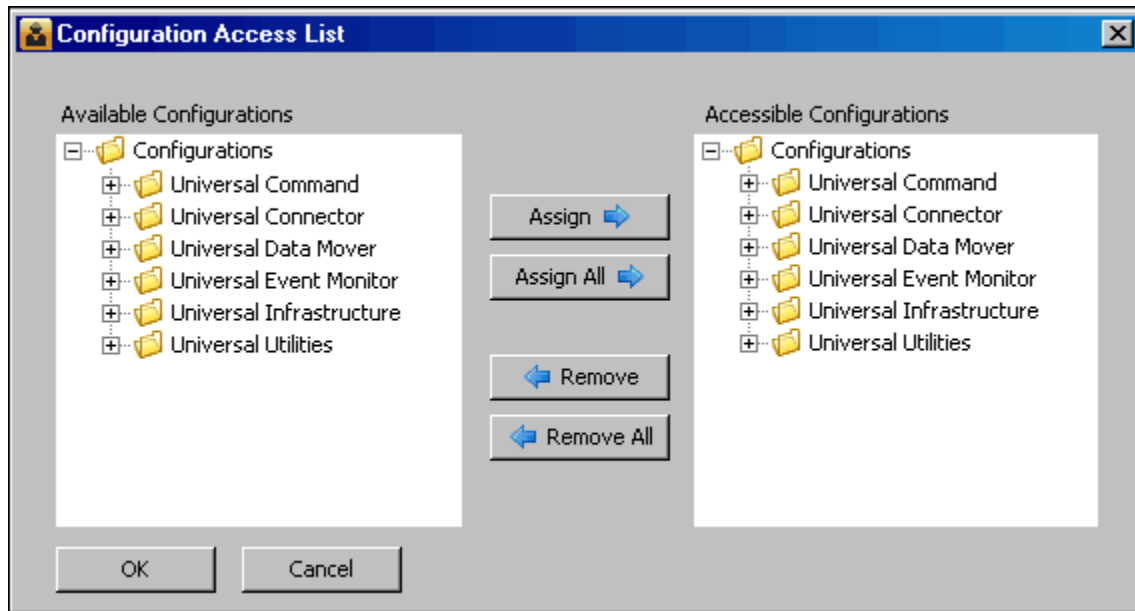 Configuration Access List
Available Configurations
Configurations
Universal Command
Universal Connector
Universal Data Mover
Universal Event Monitor
Universal Infrastructure
Universal Utilities
Assign
Assign All
Remove
Remove All
Accessible Configurations
Configurations
Universal Command
Universal Connector
Universal Data Mover
Universal Event Monitor
Universal Infrastructure
Universal Utilities
OK
Cancel